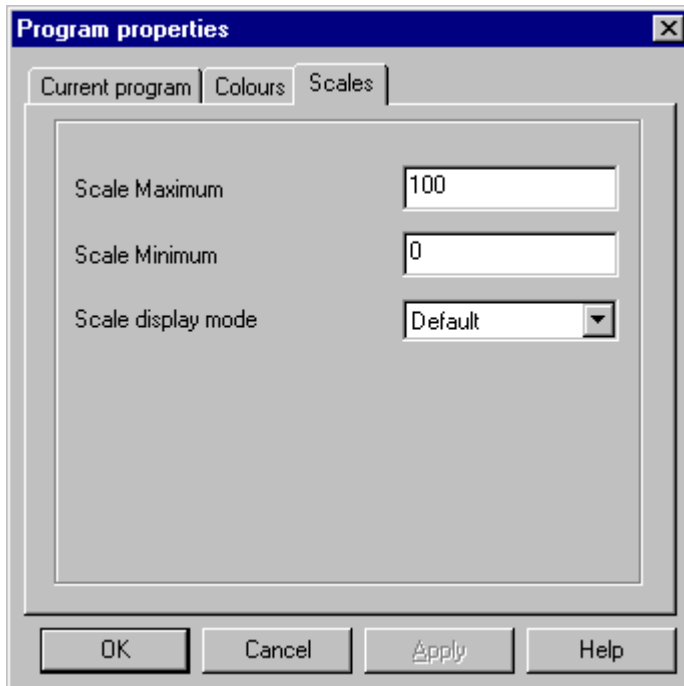 Program properties
Current program Colours Scales
Scale Maximum 100
Scale Minimum 0
Scale display mode Default
OK Cancel Apply Help